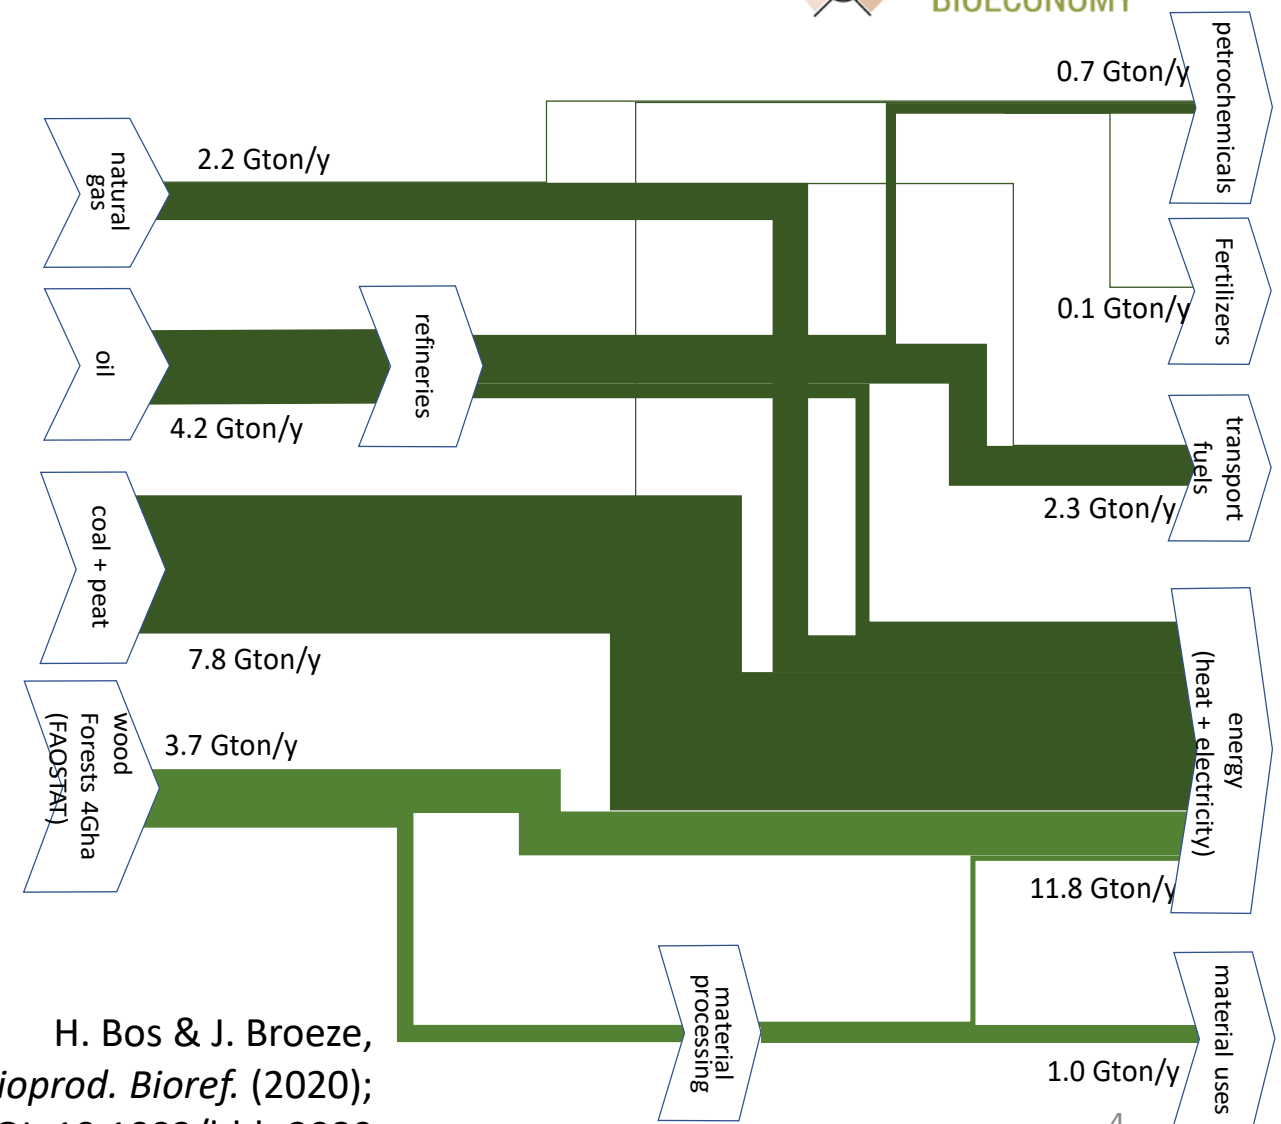 BIOECONOMY
petrochemicals
0.7 Gton/y
natural
gas
2.2 Gton/y
Fertilizers
0.1 Gton/y
oil
refineries
4.2 Gton/y
transport
fuels
2.3 Gton/y
coal + peat
7.8 Gton/y
energy
(heat + electricity)
wood
Forests 4Gha
(FAOSTAT)
3.7 Gton/y
11.8 Gton/y
material
processing
material uses
1.0 Gton/y
H. Bos & J. Broeze,
ioprod. Bioref. (2020);
4